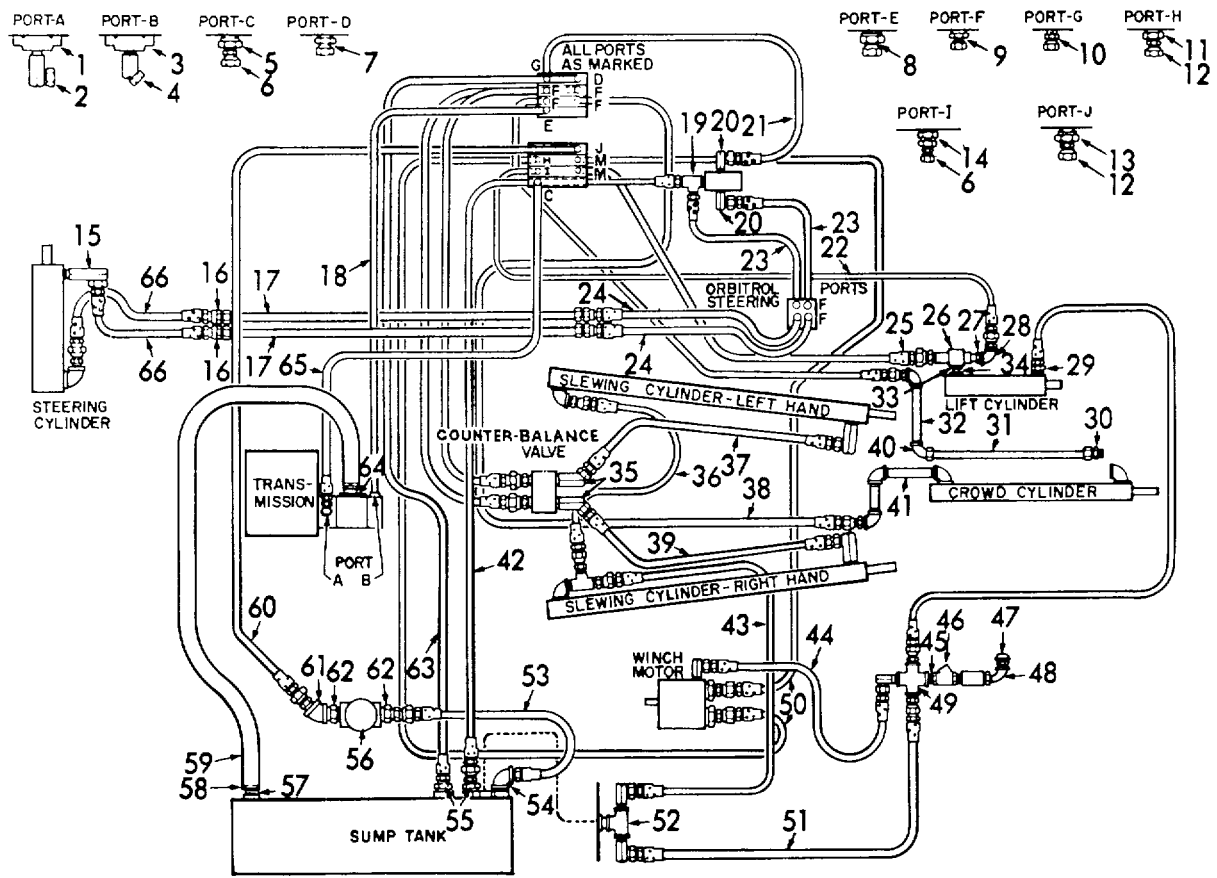 PORT-A PORT-B PORT-C PORT-D PORT-E PORT-F PORT-G PORT-H
1 3 5 7 8 9 10 11
2 4 6 12
PORT-I PORT-J
14 13
6 12
ALL PORTS
AS MARKED
G D
F F
F F
E
J
H M
I M
C
19 20 21
20
23
23 22
15
18
66 16 17 24
66 16 17 24
65
ORBITROL
STEERING
PORTS
F
F
25 26 27 28
34 29
33
STEERING
CYLINDER
SLEWING CYLINDER-LEFT HAND
LIFT CYLINDER
32 31 30
40
COUNTER-BALANCE
VALVE
37
36
35
38
41
CROWD CYLINDER
TRANS-
MISSION
64
PORT
A B
39
42
SLEWING CYLINDER-RIGHT HAND
43
44
WINCH
MOTOR
50
45 46 47
48
49
60
61 62 62
63
53
56
59
58 57
55
54
52
51
SUMP TANK